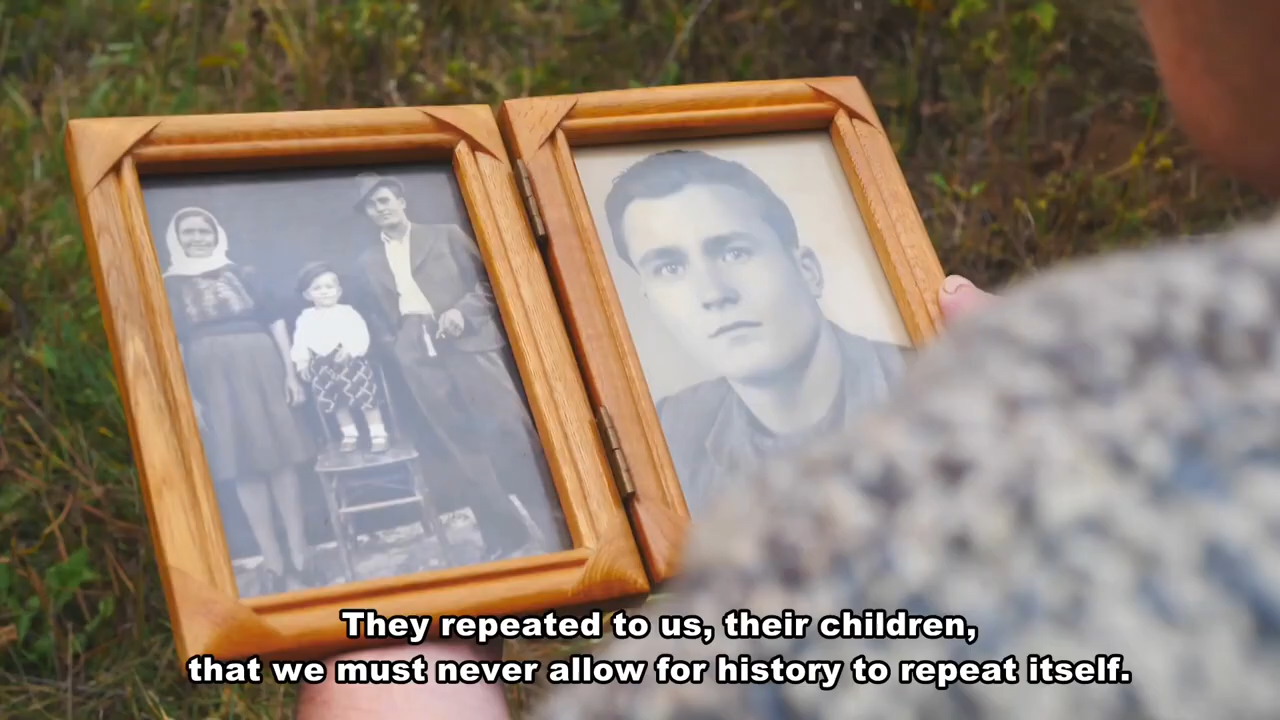 They repeated to us, their children,
that we must never allow for history to repeat itself.